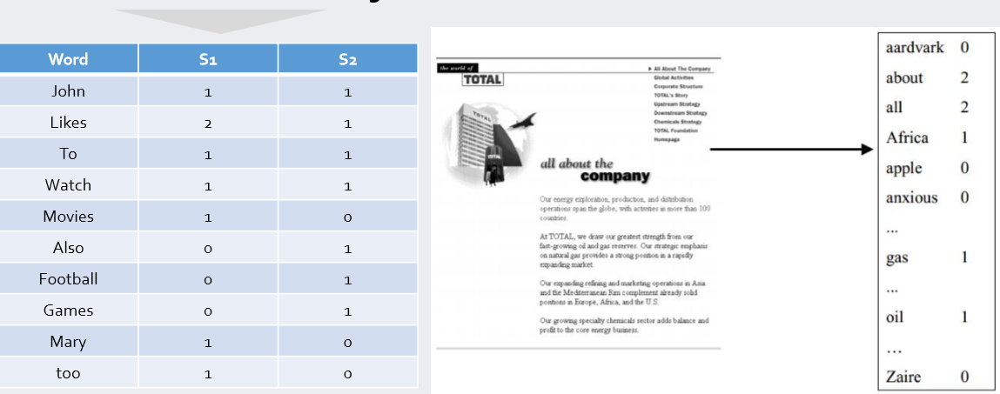 Word S1 S2
John 1 1
Likes 2 1
To 1 1
Watch 1 1
Movies 1 0
Also 0 1
Football 0 1
Games 0 1
Mary 1 0
too 1 0
the world of
TOTAL
All About The Company
Global Activities
Corporate Structure
TOTAL's Story
Upstream Strategy
Downstream Strategy
Chemicals Strategy
TOTAL Foundation
Homepage
TOTAL
TOTAL
all about the
company
Our energy exploration, production, and distribution
operations span the globe, with activities in more than 100
countries.
At TOTAL, we draw our greatest strength from our
fast-growing oil and gas reserves. Our strategic emphasis
on natural gas provides a strong position in a rapidly
expanding market.
Our expanding refining and marketing operations in Asia
and the Mediterranean Rim complement already solid
positions in Europe, Africa, and the U.S.
Our growing specialty chemicals sector adds balance and
profit to the core energy business.
aardvark 0
about 2
all 2
Africa 1
apple 0
anxious 0
...
gas 1
...
oil 1
...
Zaire 0